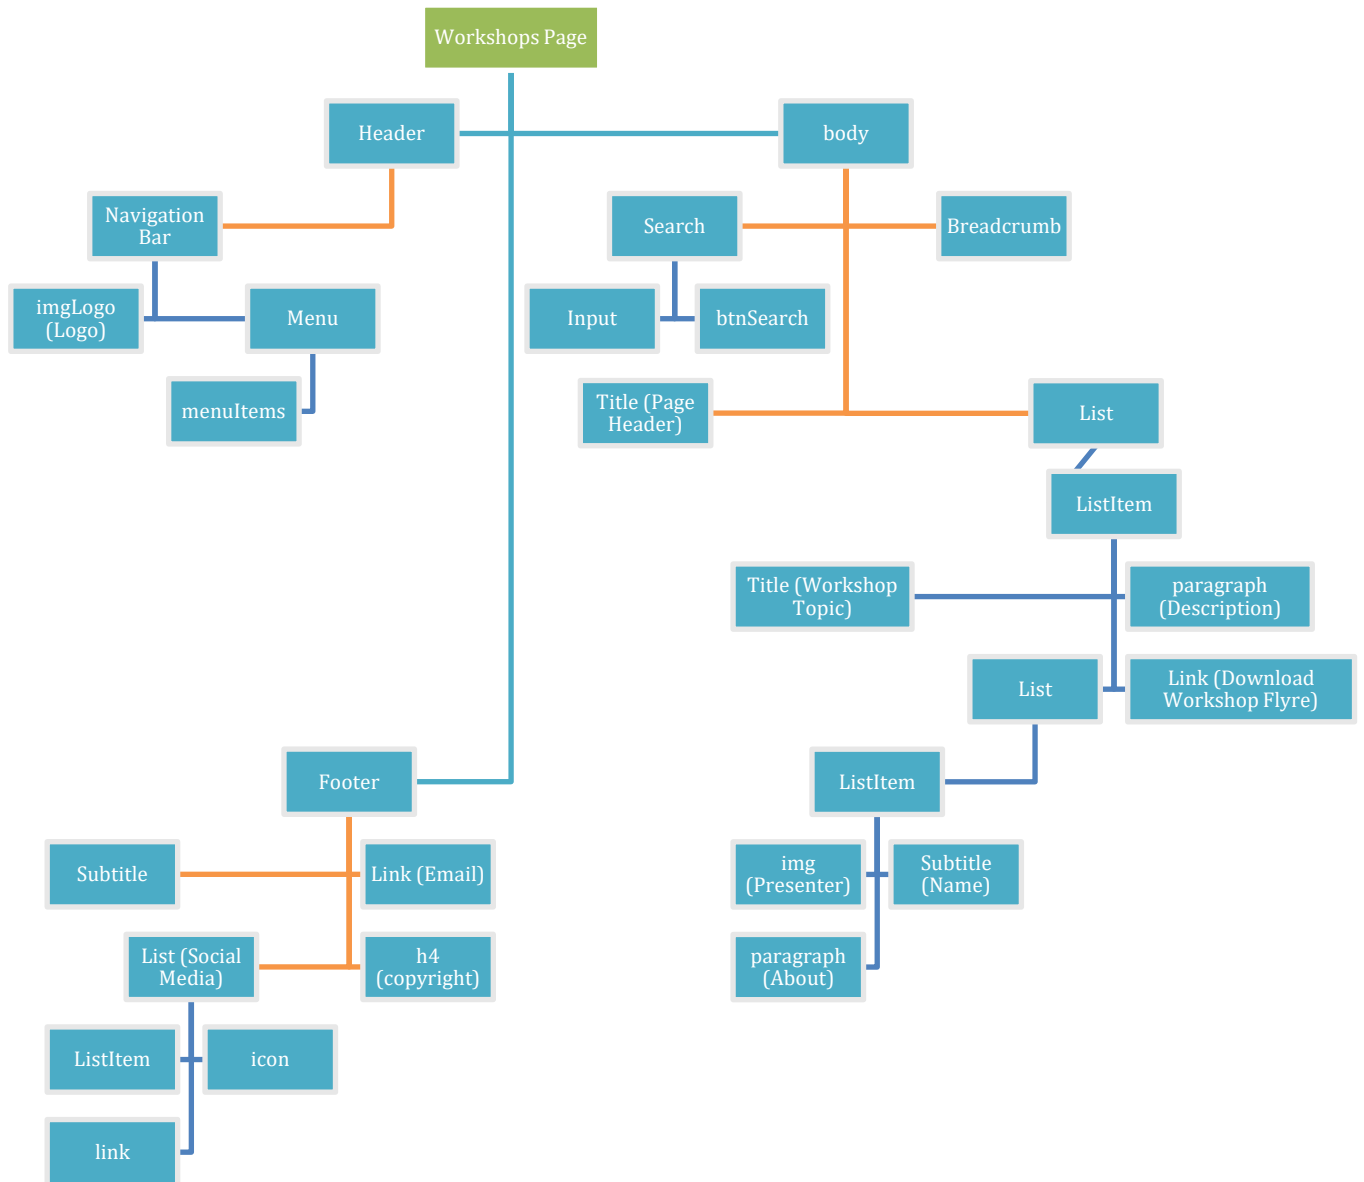 Workshops Page
Header
body
Navigation
Bar
Search
Breadcrumb
imgLogo
(Logo)
Menu
Input
btnSearch
menuItems
Title (Page
Header)
List
ListItem
Title (Workshop
Topic)
paragraph
(Description)
List
Link (Download
Workshop Flyre)
Footer
ListItem
Subtitle
Link (Email)
img
(Presenter)
Subtitle
(Name)
List (Social
Media)
h4
(copyright)
paragraph
(About)
ListItem
icon
link